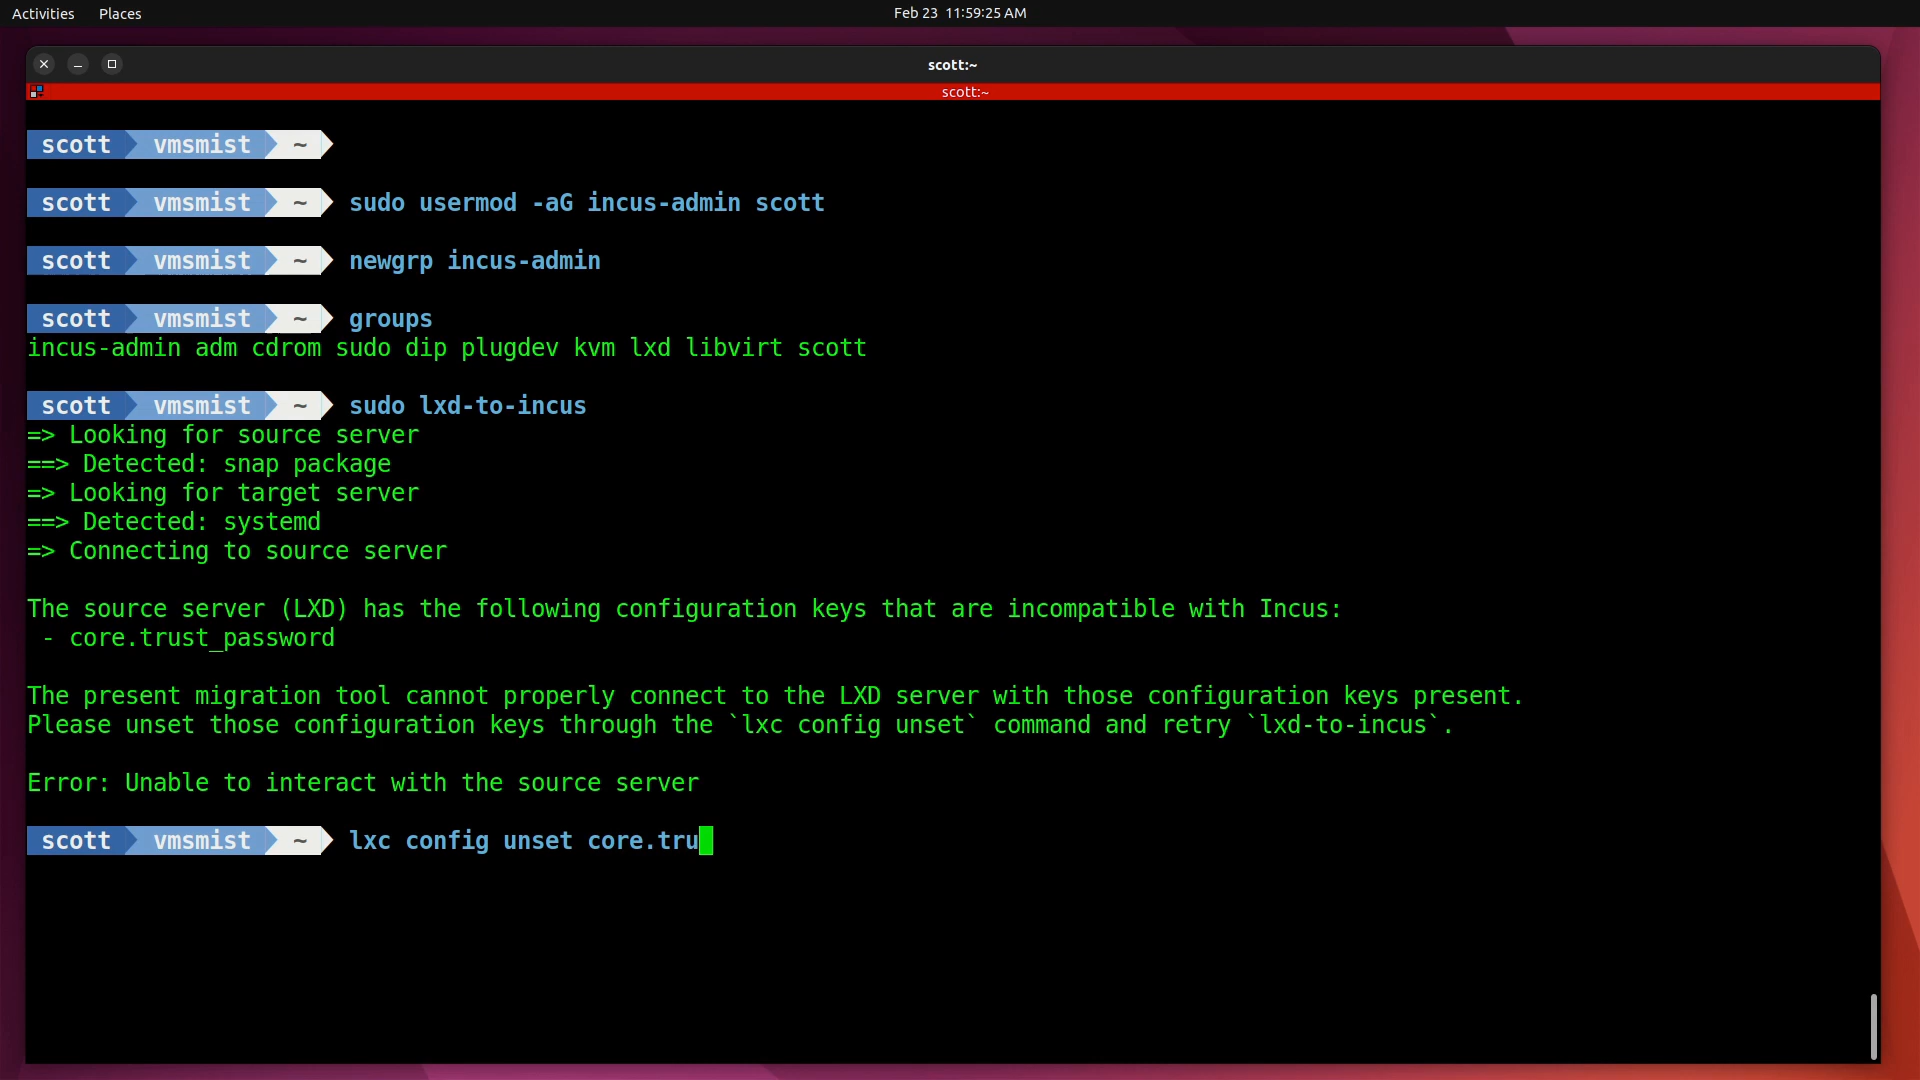 Activities Places Feb 23 11:59:25 AM
scott:~
scott:~
scott vmsmist ~
scott vmsmist ~ sudo usermod -aG incus-admin scott
scott vmsmist ~ newgrp incus-admin
scott vmsmist ~ groups
incus-admin adm cdrom sudo dip plugdev kvm lxd libvirt scott
scott vmsmist ~ sudo lxd-to-incus
=> Looking for source server
==> Detected: snap package
=> Looking for target server
==> Detected: systemd
=> Connecting to source server
The source server (LXD) has the following configuration keys that are incompatible with Incus:
- core.trust_password
The present migration tool cannot properly connect to the LXD server with those configuration keys present.
Please unset those configuration keys through the `lxc config unset` command and retry `lxd-to-incus`.
Error: Unable to interact with the source server
scott vmsmist ~ lxc config unset core.tru